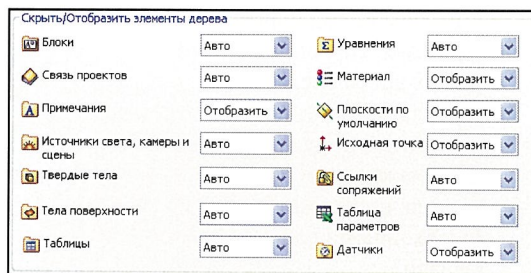 Скрыть/Отобразить элементы дерева
Блоки Авто
Связь проектов Авто
Примечания Отобразить
Источники света, камеры и
сцены Авто
Твердые тела Авто
Тела поверхности Авто
Таблицы Авто
Уравнения Авто
Материал Отобразить
Плоскости по
умолчанию Отобразить
Исходная точка Отобразить
Ссылки
сопряжений Авто
Таблица
параметров Авто
Датчики Отобразить